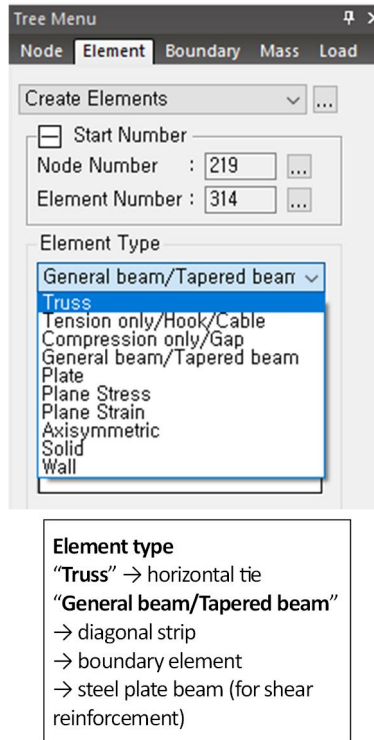 Tree Menu
Node Element Boundary Mass Load
Create Elements
...
Start Number
Node Number : 219 ...
Element Number : 314 ...
Element Type
General beam/Tapered bean
Truss
Tension only/Hook/Cable
Compression only/Gap
General beam/Tapered beam
Plate
Plane Stress
Plane Strain
Axisymmetric
Solid
Wall
Element type
“Truss” → horizontal tie
“General beam/Tapered beam”
→ diagonal strip
→ boundary element
→ steel plate beam (for shear
reinforcement)